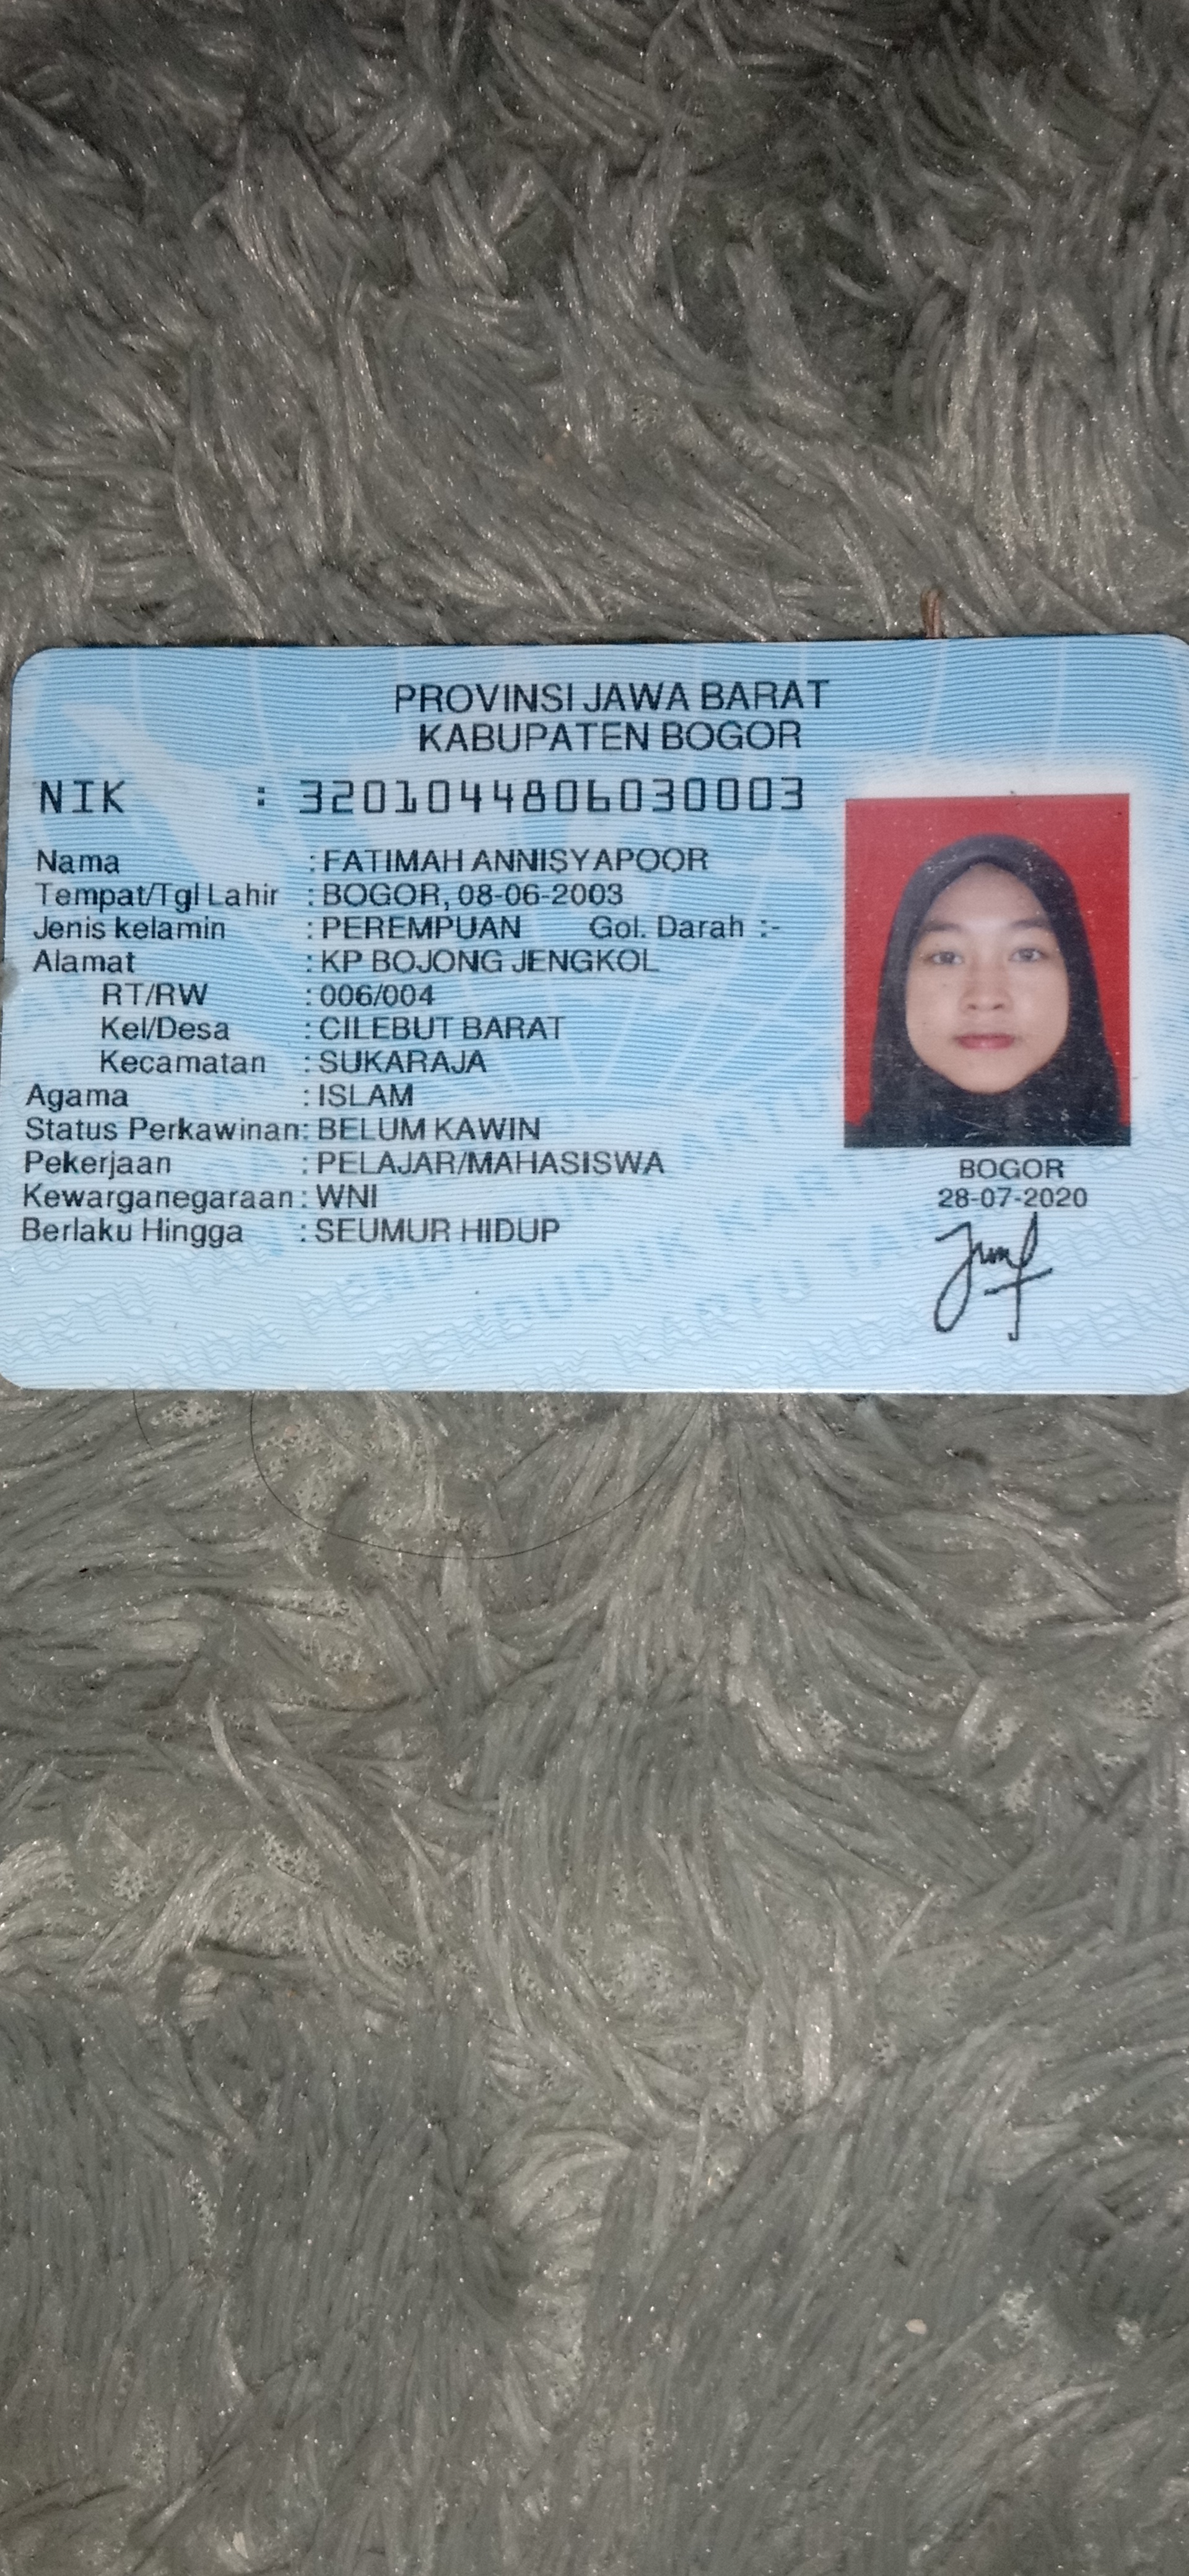 PROVINSI JAWA BARAT
KABUPATEN BOGOR
NIK : 3201044806030003
Nama : FATIMAH ANNISYAPOOR
Tempat/Tgl Lahir : BOGOR, 08-06-2003
Jenis kelamin : PEREMPUAN Gol. Darah :-
Alamat : KP BOJONG JENGKOL
RT/RW : 006/004
Kel/Desa : CILEBUT BARAT
Kecamatan : SUKARAJA
Agama : ISLAM
Status Perkawinan: BELUM KAWIN
Pekerjaan : PELAJAR/MAHASISWA
Kewarganegaraan: WNI
Berlaku Hingga : SEUMUR HIDUP
BOGOR
28-07-2020